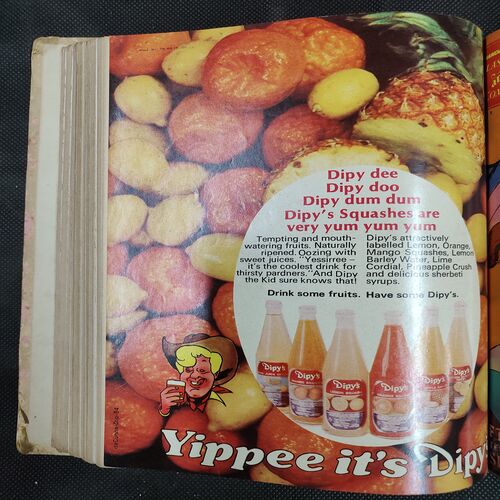 Dipy dee
Dipy doo
Dipy dum dum
Dipy's Squashes are
very yum yum yum
Tempting and mouth-
watering fruits. Naturally
ripened. Oozing with
sweet juices. "Yessirree –
it's the coolest drink for
thirsty pardners." And Dipy
the Kid sure knows that!
Dipy's attractively
labelled Lemon, Orange,
Mango Squashes, Lemon
Barley Water, Lime
Cordial, Pineapple Crush
and delicious sherbeti
syrups.
Drink some fruits. Have some Dipy's.
Dipy's
Dipy's
Dipy's
Dipy's
Dipy's
Dipy's
Yippee it's Dipy's